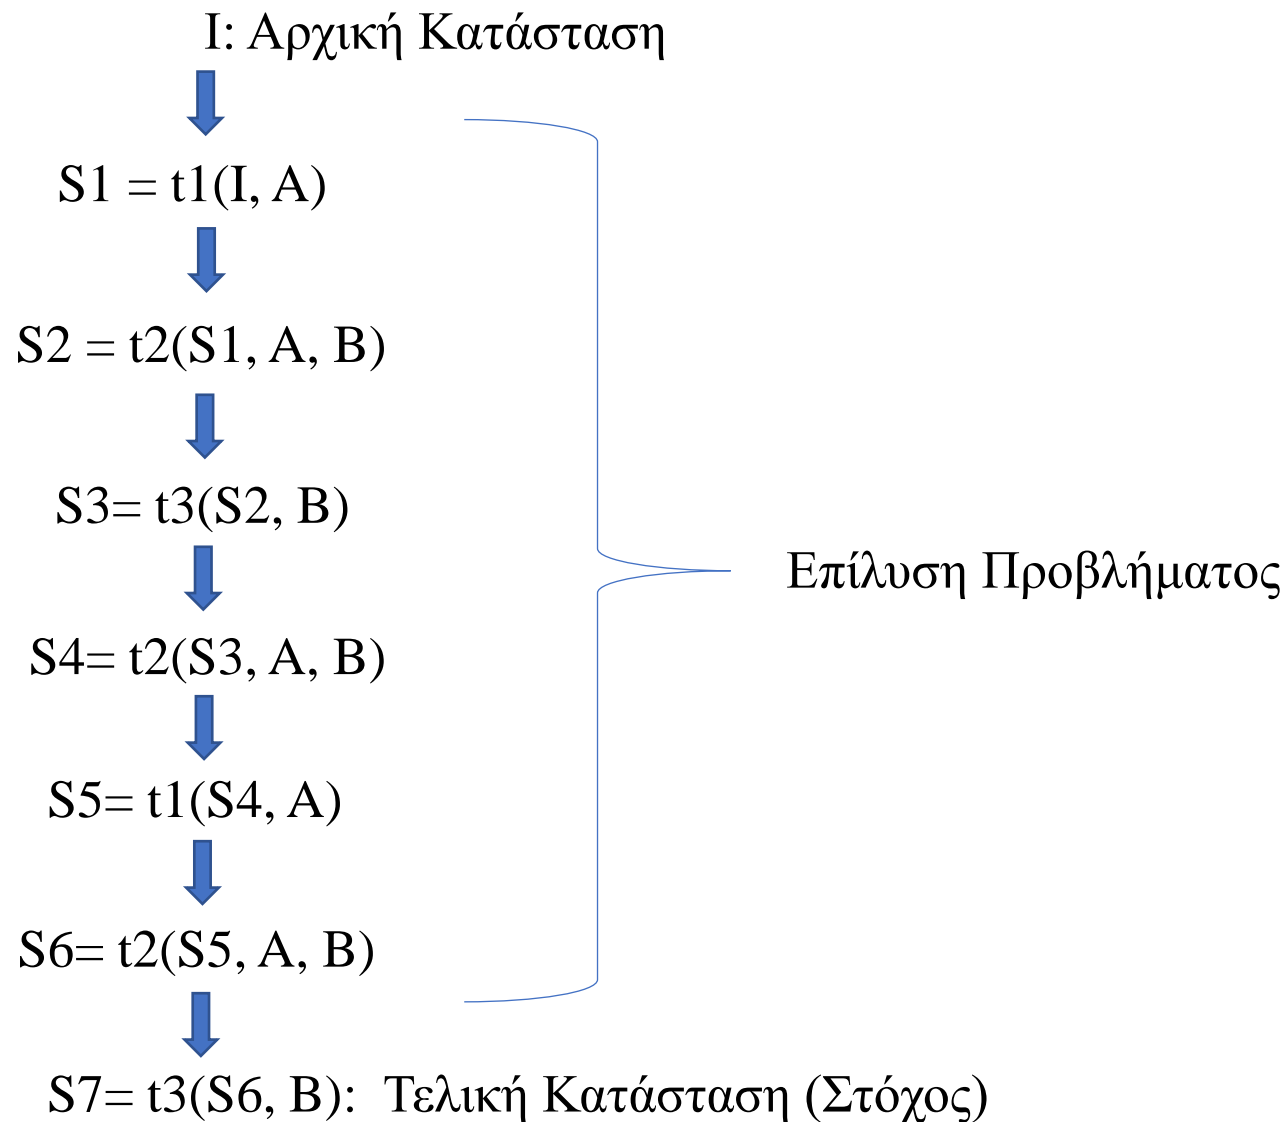 I: Αρχική Κατάσταση
S1 = t1(I, A)
S2 = t2(S1, A, B)
S3= t3(S2, B)
Επίλυση Προβλήματος
S4= t2(S3, A, B)
S5= t1(S4, A)
S6= t2(S5, A, B)
S7= t3(S6, B): Τελική Κατάσταση (Στόχος)